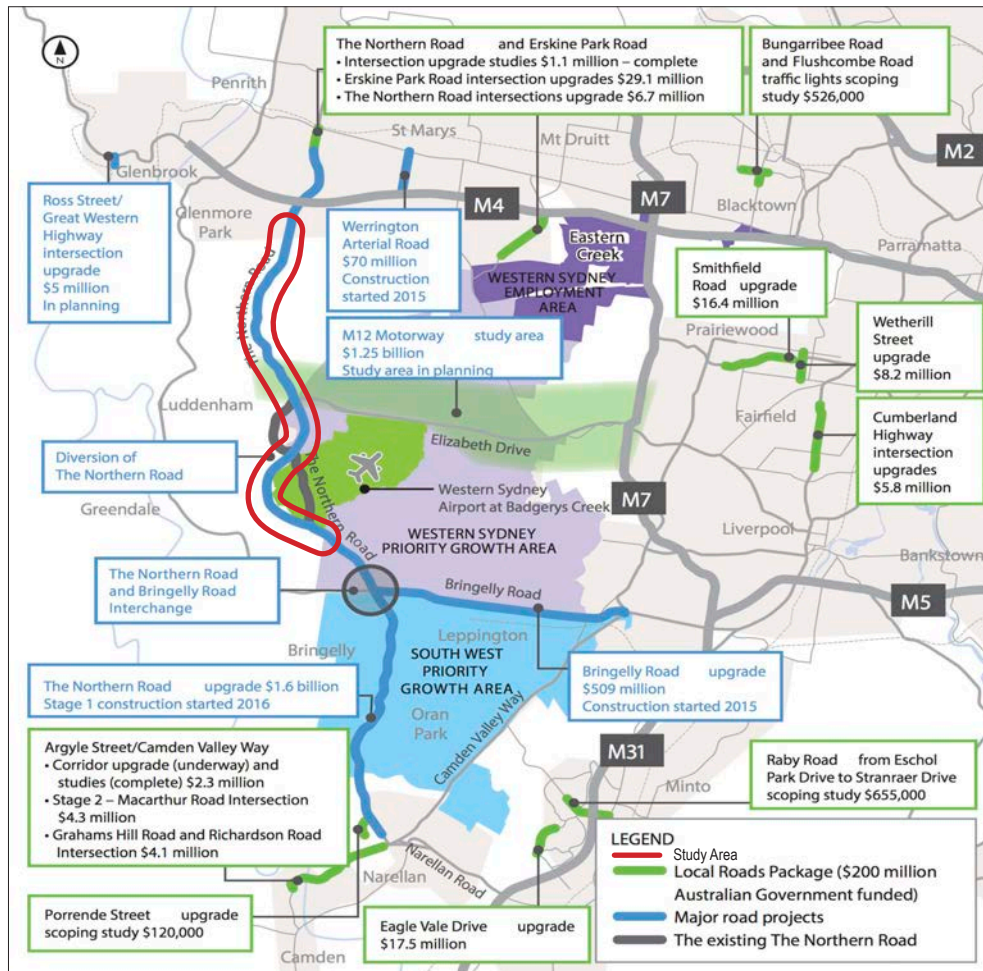 N
The Northern Road and Erskine Park Road
• Intersection upgrade studies $1.1 million – complete
• Erskine Park Road intersection upgrades $29.1 million
• The Northern Road intersections upgrade $6.7 million
Bungarribee Road
and Flushcombe Road
traffic lights scoping
study $526,000
Penrith
St Marys
Mt Druitt
M2
Glenbrook
Ross Street/
Great Western
Highway
intersection
upgrade
$5 million
In planning
Glenmore
Park
Werrington
Arterial Road
$70 million
Construction
started 2015
M4
M7
Blacktown
Parramatta
Eastern
Creek
WESTERN SYDNEY
EMPLOYMENT
AREA
Smithfield
Road upgrade
$16.4 million
The Northern Road
M12 Motorway study area
$1.25 billion
Study area in planning
Prairiewood
Wetherill
Street
upgrade
$8.2 million
Luddenham
Elizabeth Drive
Fairfield
Cumberland
Highway
intersection
upgrades
$5.8 million
Diversion of
The Northern Road
The Northern Road
Western Sydney
Airport at Badgerys Creek
Greendale
M7
WESTERN SYDNEY
PRIORITY GROWTH AREA
Liverpool
Bankstown
The Northern Road
and Bringelly Road
Interchange
Bringelly Road
M5
Bringelly
Leppington
SOUTH WEST
PRIORITY
GROWTH AREA
The Northern Road upgrade $1.6 billion
Stage 1 construction started 2016
Bringelly Road upgrade
$509 million
Construction started 2015
Oran
Park
Camden Valley Way
Argyle Street/Camden Valley Way
• Corridor upgrade (underway) and
studies (complete) $2.3 million
• Stage 2 – Macarthur Road Intersection
$4.3 million
• Grahams Hill Road and Richardson Road
Intersection $4.1 million
M31
Minto
Raby Road from Eschol
Park Drive to Stranraer Drive
scoping study $655,000
Narellan Road
Narellan
Porrende Street upgrade
scoping study $120,000
Camden
Eagle Vale Drive upgrade
$17.5 million
LEGEND
Study Area
Local Roads Package ($200 million
Australian Government funded)
Major road projects
The existing The Northern Road